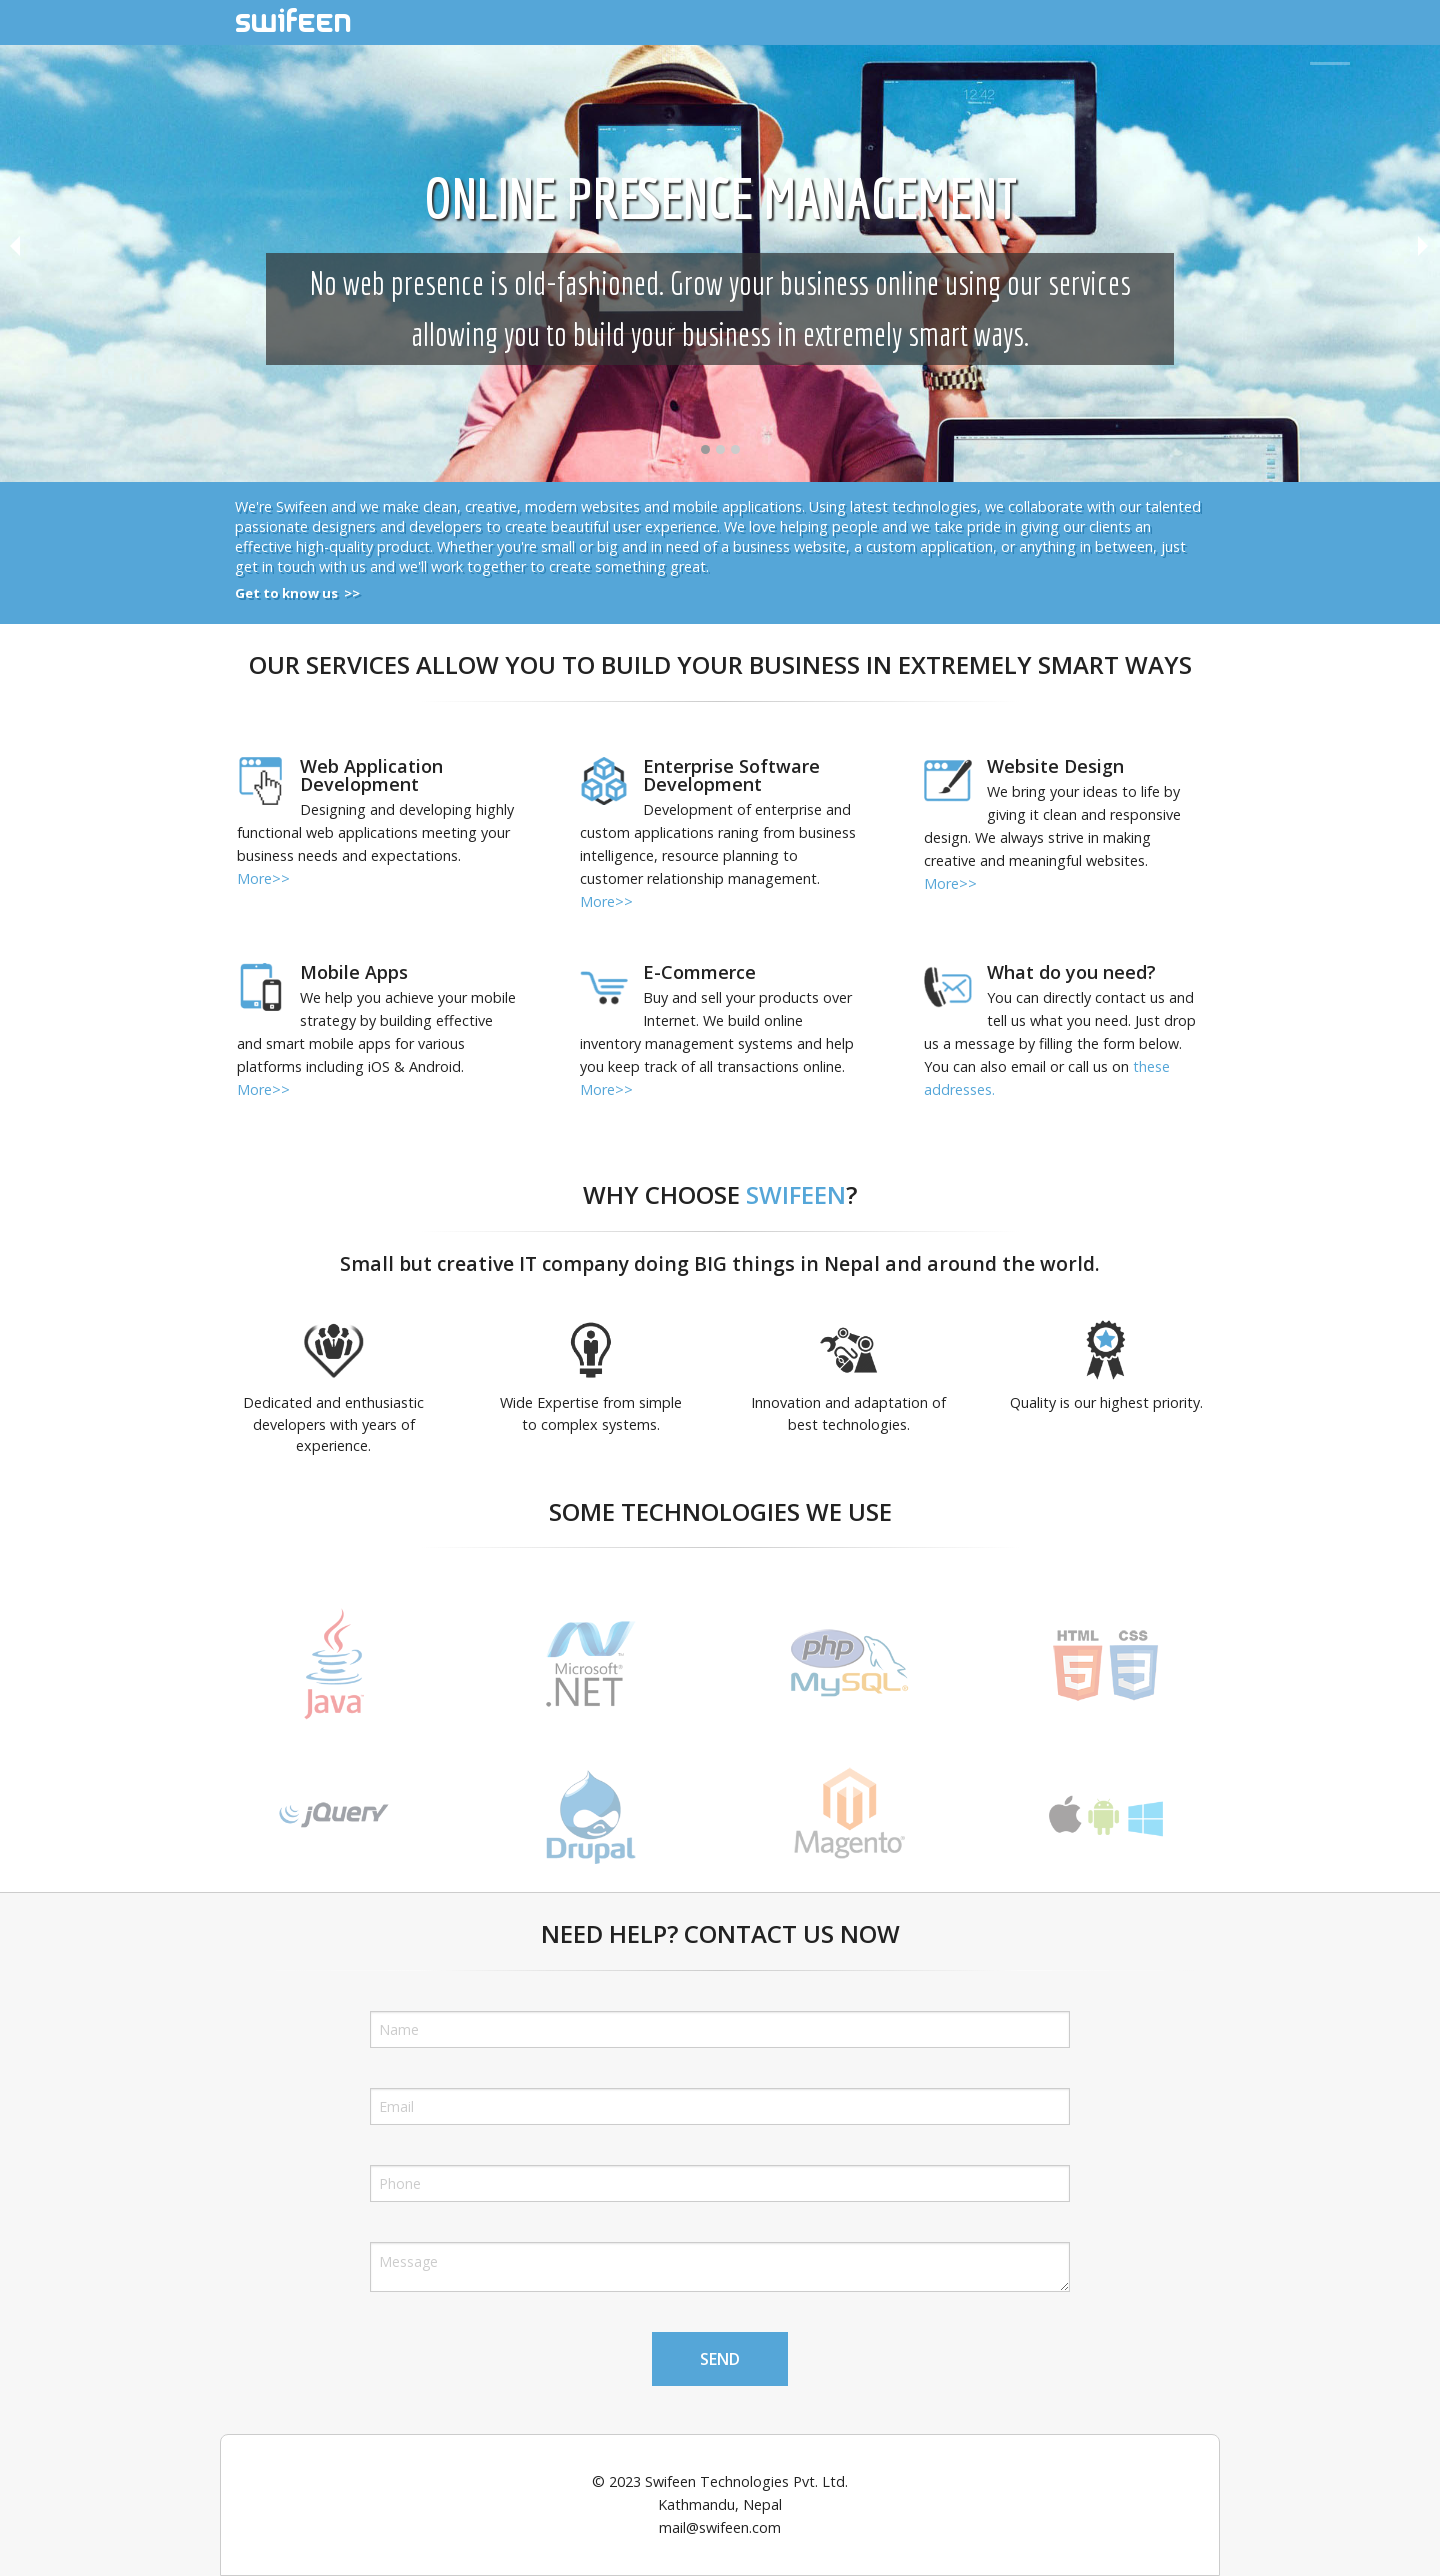 swifeen
12:42
ONLINE PRESENCE MANAGEMENT
No web presence is old-fashioned. Grow your business online using our services
allowing you to build your business in extremely smart ways.
We're Swifeen and we make clean, creative, modern websites and mobile applications. Using latest technologies, we collaborate with our talented
passionate designers and developers to create beautiful user experience. We love helping people and we take pride in giving our clients an
effective high-quality product. Whether you're small or big and in need of a business website, a custom application, or anything in between, just
get in touch with us and we'll work together to create something great.
Get to know us >>
OUR SERVICES ALLOW YOU TO BUILD YOUR BUSINESS IN EXTREMELY SMART WAYS
Web Application
Development
Designing and developing highly
functional web applications meeting your
business needs and expectations.
More>>
Enterprise Software
Development
Development of enterprise and
custom applications raning from business
intelligence, resource planning to
customer relationship management.
More>>
Website Design
We bring your ideas to life by
giving it clean and responsive
design. We always strive in making
creative and meaningful websites.
More>>
Mobile Apps
We help you achieve your mobile
strategy by building effective
and smart mobile apps for various
platforms including iOS & Android.
More>>
E-Commerce
Buy and sell your products over
Internet. We build online
inventory management systems and help
you keep track of all transactions online.
More>>
What do you need?
You can directly contact us and
tell us what you need. Just drop
us a message by filling the form below.
You can also email or call us on these
addresses.
WHY CHOOSE SWIFEEN?
Small but creative IT company doing BIG things in Nepal and around the world.
Dedicated and enthusiastic
developers with years of
experience.
Wide Expertise from simple
to complex systems.
Innovation and adaptation of
best technologies.
Quality is our highest priority.
SOME TECHNOLOGIES WE USE
Java
Microsoft®
.NET
php
MySQL®
HTML CSS
5 3
jQuery
Drupal
Magento®
NEED HELP? CONTACT US NOW
Name
Email
Phone
Message
SEND
© 2023 Swifeen Technologies Pvt. Ltd.
Kathmandu, Nepal
mail@swifeen.com